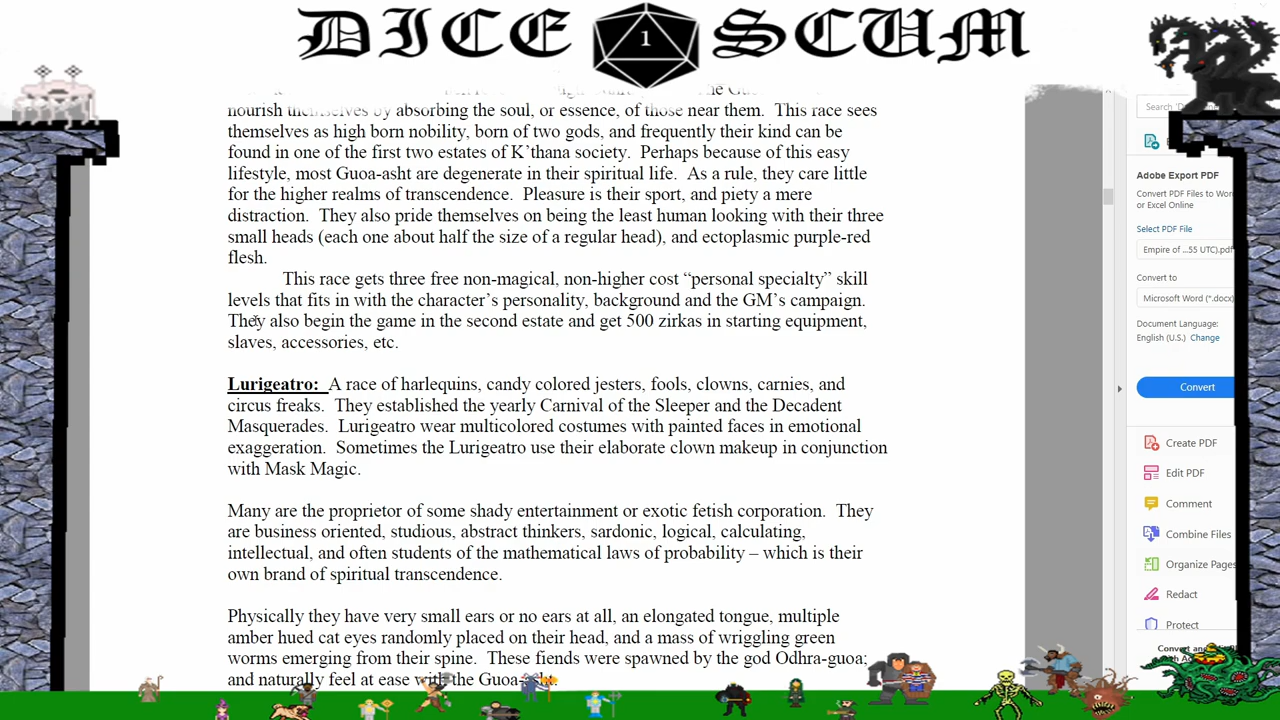 DICE 1 SCUM
nourish themselves by absorbing the soul, or essence, of those near them. This race sees
themselves as high born nobility, born of two gods, and frequently their kind can be
found in one of the first two estates of K'thana society. Perhaps because of this easy
lifestyle, most Guoa-asht are degenerate in their spiritual life. As a rule, they care little
for the higher realms of transcendence. Pleasure is their sport, and piety a mere
distraction. They also pride themselves on being the least human looking with their three
small heads (each one about half the size of a regular head), and ectoplasmic purple-red
flesh.
This race gets three free non-magical, non-higher cost “personal specialty” skill
levels that fits in with the character's personality, background and the GM's campaign.
They also begin the game in the second estate and get 500 zirkas in starting equipment,
slaves, accessories, etc.
Lurigeatro: A race of harlequins, candy colored jesters, fools, clowns, carnies, and
circus freaks. They established the yearly Carnival of the Sleeper and the Decadent
Masquerades. Lurigeatro wear multicolored costumes with painted faces in emotional
exaggeration. Sometimes the Lurigeatro use their elaborate clown makeup in conjunction
with Mask Magic.
Many are the proprietor of some shady entertainment or exotic fetish corporation. They
are business oriented, studious, abstract thinkers, sardonic, logical, calculating,
intellectual, and often students of the mathematical laws of probability – which is their
own brand of spiritual transcendence.
Physically they have very small ears or no ears at all, an elongated tongue, multiple
amber hued cat eyes randomly placed on their head, and a mass of wriggling green
worms emerging from their spine. These fiends were spawned by the god Odhra-guoa;
and naturally feel at ease with the
Search
Adobe Export PDF
Convert PDF Files to Wor
or Excel Online
Select PDF File
Empire of ...55 UTC).pdf
Convert to
Microsoft Word (*.docx)
Document Language:
English (U.S.) Change
Convert
Create PDF
Edit PDF
Comment
Combine Files
Organize Pages
Redact
Protect